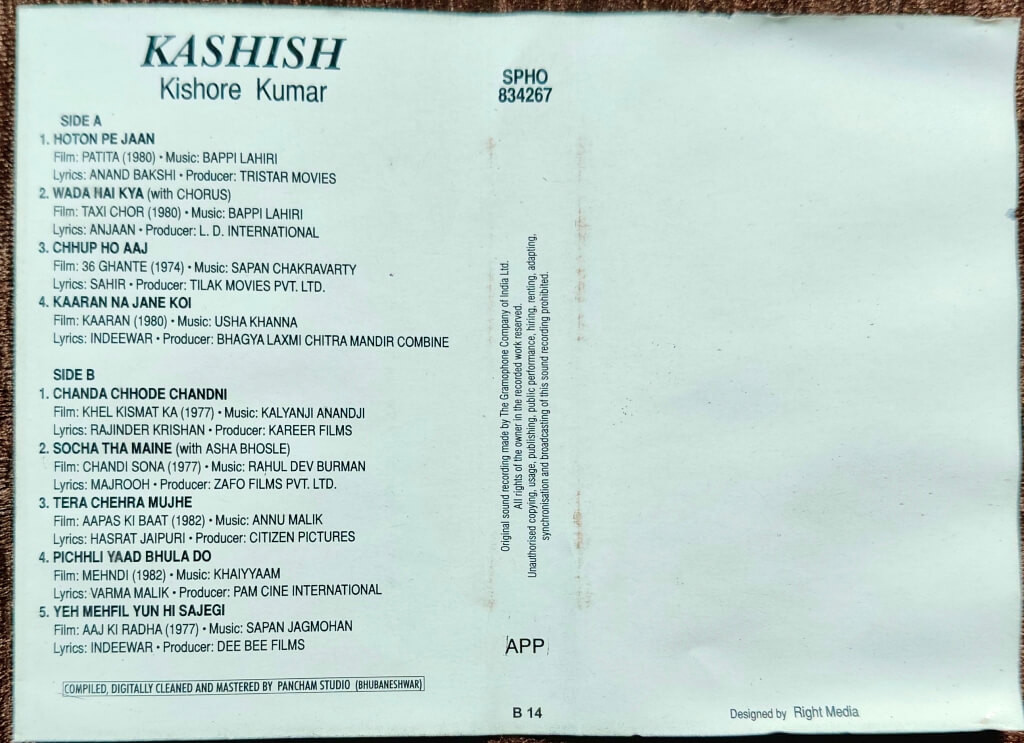 KASHISH
Kishore Kumar
SIDE A
1. HOTON PE JAAN
Film: PATITA (1980) • Music: BAPPI LAHIRI
Lyrics: ANAND BAKSHI • Producer: TRISTAR MOVIES
2. WADA HAI KYA (with CHORUS)
Film: TAXI CHOR (1980) • Music: BAPPI LAHIRI
Lyrics: ANJAAN • Producer: L. D. INTERNATIONAL
3. CHHUP HO AAJ
Film: 36 GHANTE (1974) • Music: SAPAN CHAKRAVARTY
Lyrics: SAHIR • Producer: TILAK MOVIES PVT. LTD.
4. KAARAN NA JANE KOI
Film: KAARAN (1980) • Music: USHA KHANNA
Lyrics: INDEEWAR • Producer: BHAGYA LAXMI CHITRA MANDIR COMBINE
SIDE B
1. CHANDA CHHODE CHANDNI
Film: KHEL KISMAT KA (1977) • Music: KALYANJI ANANDJI
Lyrics: RAJINDER KRISHAN • Producer: KAREER FILMS
2. SOCHA THA MAINE (with ASHA BHOSLE)
Film: CHANDI SONA (1977) • Music: RAHUL DEV BURMAN
Lyrics: MAJROOH • Producer: ZAFO FILMS PVT. LTD.
3. TERA CHEHRA MUJHE
Film: AAPAS KI BAAT (1982) • Music: ANNU MALIK
Lyrics: HASRAT JAIPURI • Producer: CITIZEN PICTURES
4. PICHHLI YAAD BHULA DO
Film: MEHNDI (1982) • Music: KHAIYYAAM
Lyrics: VARMA MALIK • Producer: PAM CINE INTERNATIONAL
5. YEH MEHFIL YUN HI SAJEGI
Film: AAJ KI RADHA (1977) • Music: SAPAN JAGMOHAN
Lyrics: INDEEWAR • Producer: DEE BEE FILMS
COMPILED, DIGITALLY CLEANED AND MASTERED BY PANCHAM STUDIO (BHUBANESHWAR)
SPHO
834267
Original sound recording made by The Gramophone Company of India Ltd.
All rights of the owner in the recorded work reserved.
Unauthorised copying, usage, publishing, public performance, hiring, renting, adapting,
synchronisation and broadcasting of this sound recording prohibited.
APP
B 14
Designed by Right Media